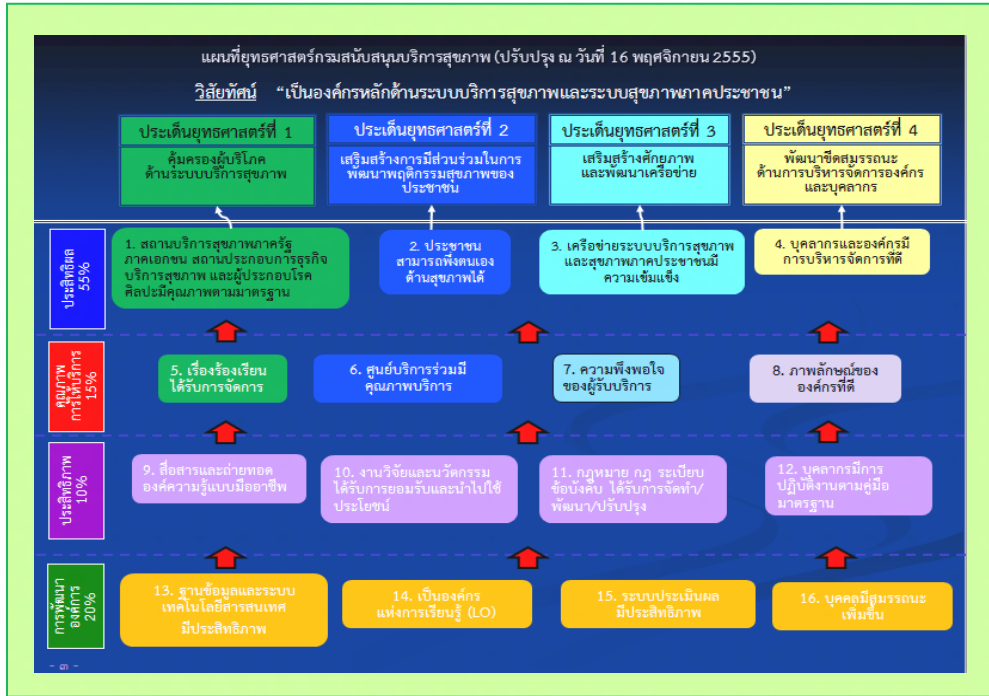 แผนที่ยุทธศาสตร์กรมสนับสนุนบริการสุขภาพ (ปรับปรุง ณ วันที่ 16 พฤศจิกายน 2555)
วิสัยทัศน์ “เป็นองค์กรหลักด้านระบบบริการสุขภาพและระบบสุขภาพภาคประชาชน”
ประเด็นยุทธศาสตร์ที่ 1
คุ้มครองผู้บริโภค
ด้านระบบบริการสุขภาพ
ประเด็นยุทธศาสตร์ที่ 2
เสริมสร้างการมีส่วนร่วมในการ
พัฒนาพฤติกรรมสุขภาพของ
ประชาชน
ประเด็นยุทธศาสตร์ที่ 3
เสริมสร้างศักยภาพ
และพัฒนาเครือข่าย
ประเด็นยุทธศาสตร์ที่ 4
พัฒนาขีดสมรรถนะ
ด้านการบริหารจัดการองค์กร
และบุคลากร
ประสิทธิผล
55%
1. สถานบริการสุขภาพภาครัฐ
ภาคเอกชน สถานประกอบการธุรกิจ
บริการสุขภาพ และผู้ประกอบโรค
ศิลปะมีคุณภาพตามมาตรฐาน
2. ประชาชน
สามารถพึ่งตนเอง
ด้านสุขภาพได้
3. เครือข่ายระบบบริการสุขภาพ
และสุขภาพภาคประชาชนมี
ความเข้มแข็ง
4. บุคลากรและองค์กรมี
การบริหารจัดการที่ดี
คุณภาพ
การให้บริการ
15%
5. เรื่องร้องเรียน
ได้รับการจัดการ
6. ศูนย์บริการร่วมมี
คุณภาพบริการ
7. ความพึงพอใจ
ของผู้รับบริการ
8. ภาพลักษณ์ของ
องค์กรที่ดี
ประสิทธิภาพ
10%
9. สื่อสารและถ่ายทอด
องค์ความรู้แบบมืออาชีพ
10. งานวิจัยและนวัตกรรม
ได้รับการยอมรับและนำไปใช้
ประโยชน์
11. กฎหมาย กฎ ระเบียบ
ข้อบังคับ ได้รับการจัดทำ/
พัฒนา/ปรับปรุง
12. บุคลากรมีการ
ปฏิบัติงานตามคู่มือ
มาตรฐาน
การพัฒนา
องค์การ
20%
13. ฐานข้อมูลและระบบ
เทคโนโลยีสารสนเทศ
มีประสิทธิภาพ
14. เป็นองค์กร
แห่งการเรียนรู้ (LO)
15. ระบบประเมินผล
มีประสิทธิภาพ
16. บุคคลมีสมรรถนะ
เพิ่มขึ้น
- ๓ -